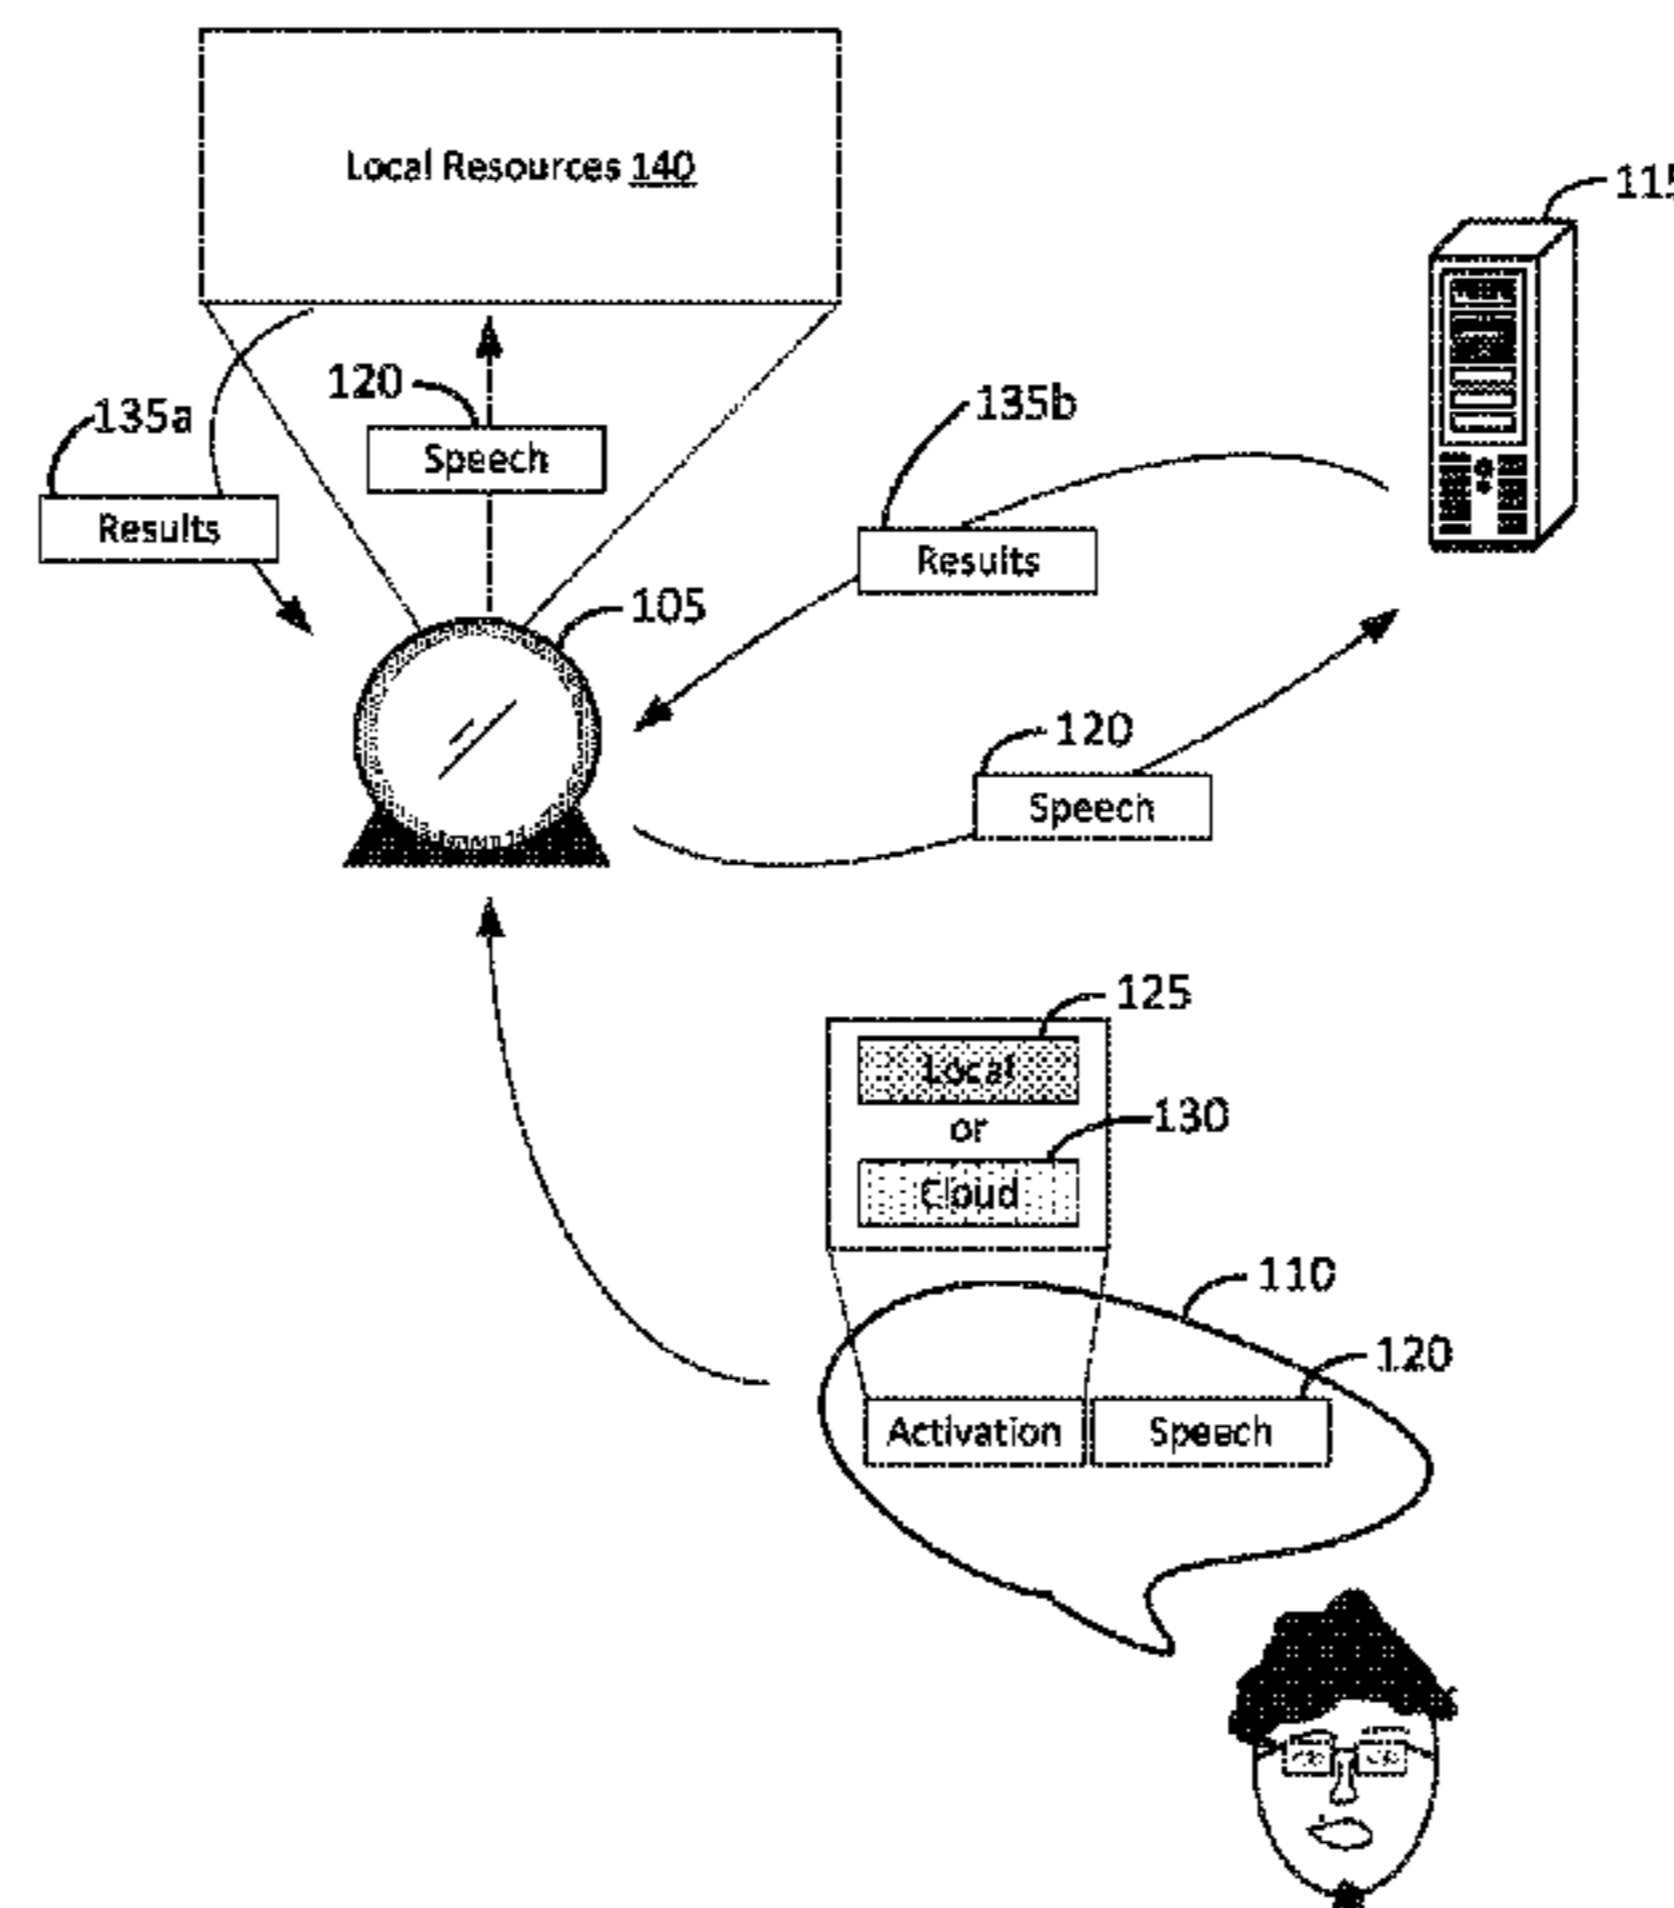 Local Resources 140
115
120
135a
135b
Speech
Results
Results
105
120
Speech
125
Local
130
or
Cloud
110
120
Activation
Speech